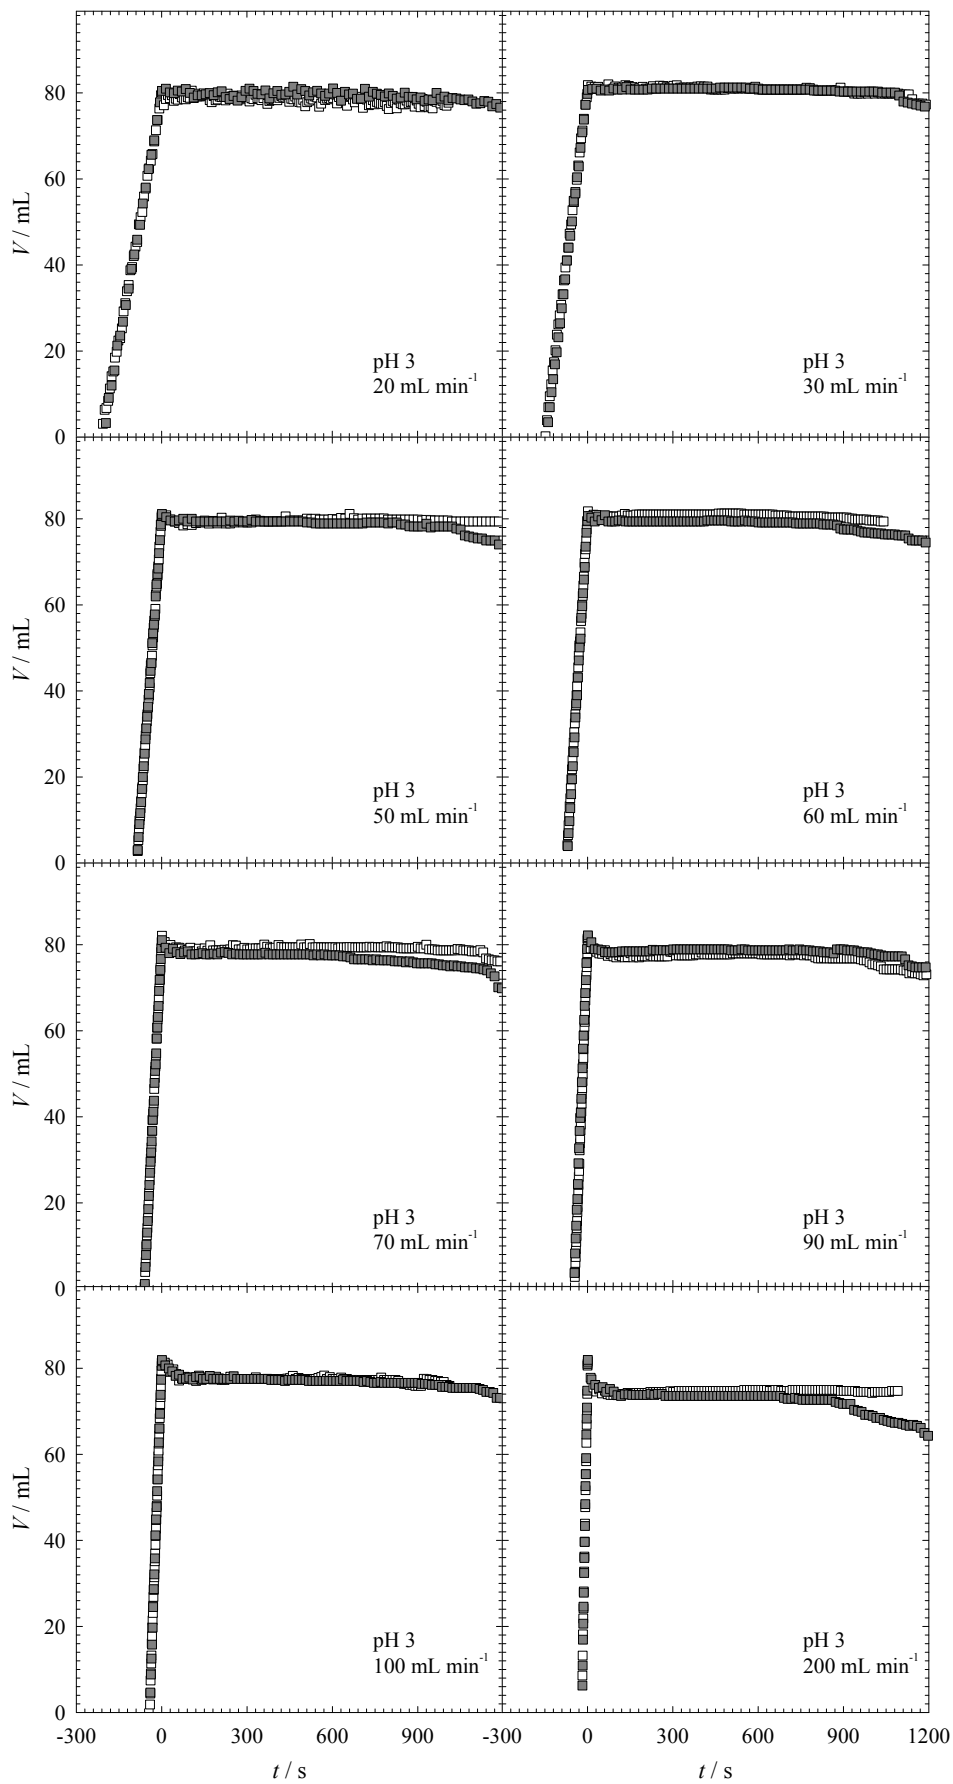 V / mL
80
60
40
20
0
pH 3
20 mL min-1
pH 3
30 mL min-1
V / mL
80
60
40
20
0
pH 3
50 mL min-1
pH 3
60 mL min-1
V / mL
80
60
40
20
0
pH 3
70 mL min-1
pH 3
90 mL min-1
V / mL
80
60
40
20
0
pH 3
100 mL min-1
pH 3
200 mL min-1
-300 0 300 600 900 -300 0 300 600 900 1200
t / s t / s